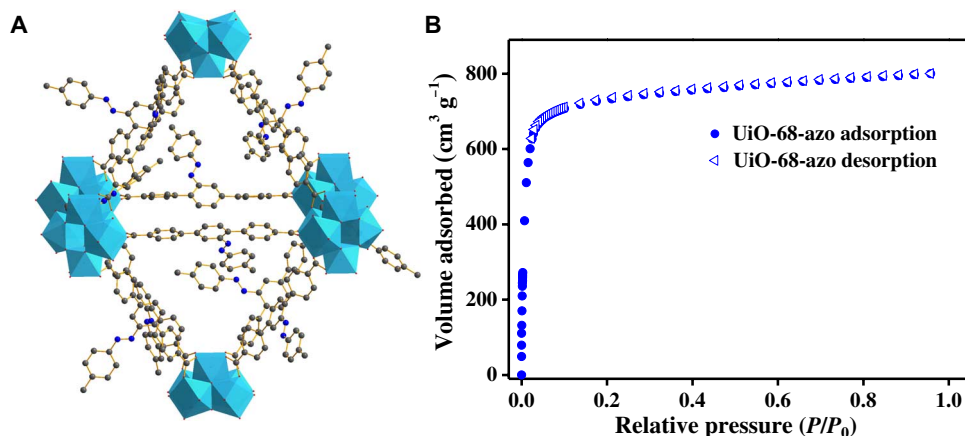 A
B
Volume adsorbed (cm³ g⁻¹)
800
600
400
200
0
UiO-68-azo adsorption
UiO-68-azo desorption
0.0 0.2 0.4 0.6 0.8 1.0
Relative pressure (P/P₀)